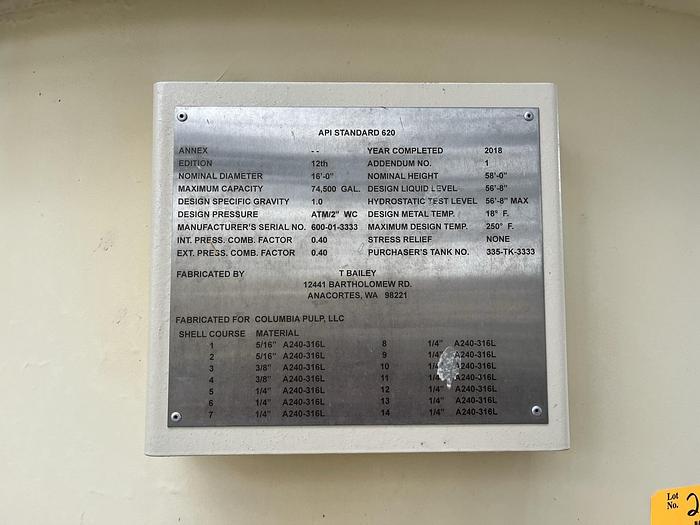 API STANDARD 620
ANNEX -- YEAR COMPLETED 2018
EDITION 12th ADDENDUM NO. 1
NOMINAL DIAMETER 16'-0" NOMINAL HEIGHT 58'-0"
MAXIMUM CAPACITY 74,500 GAL. DESIGN LIQUID LEVEL 56'-8"
DESIGN SPECIFIC GRAVITY 1.0 HYDROSTATIC TEST LEVEL 56'-8" MAX
DESIGN PRESSURE ATM/2" WC DESIGN METAL TEMP. 18° F.
MANUFACTURER'S SERIAL NO. 600-01-3333 MAXIMUM DESIGN TEMP. 250° F.
INT. PRESS. COMB. FACTOR 0.40 STRESS RELIEF NONE
EXT. PRESS. COMB. FACTOR 0.40 PURCHASER'S TANK NO. 335-TK-3333
FABRICATED BY T BAILEY
12441 BARTHOLOMEW RD.
ANACORTES, WA 98221
FABRICATED FOR COLUMBIA PULP, LLC
SHELL COURSE MATERIAL
1 5/16" A240-316L 8 1/4" A240-316L
2 5/16" A240-316L 9 1/4" A240-316L
3 3/8" A240-316L 10 1/4" A240-316L
4 3/8" A240-316L 11 1/4" A240-316L
5 1/4" A240-316L 12 1/4" A240-316L
6 1/4" A240-316L 13 1/4" A240-316L
7 1/4" A240-316L 14 1/4" A240-316L
Lot
No. 2